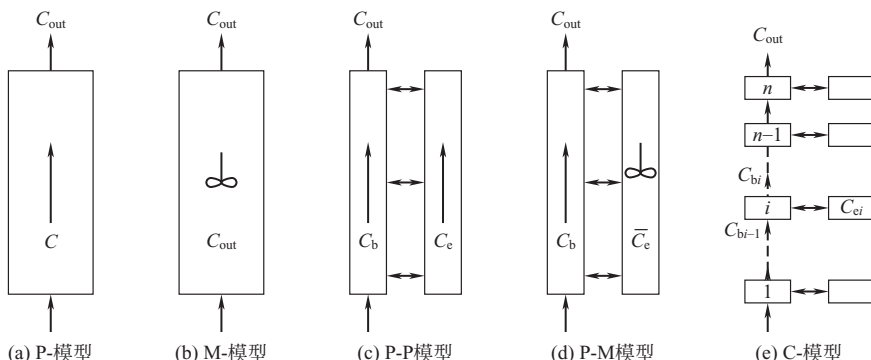 C_out C_out C_out C_out C_out
n
n–1
C_bi
i C_ei
C C_out C_b C_e C_b C̅_e C_bi–1
1
(a) P-模型 (b) M-模型 (c) P-P模型 (d) P-M模型 (e) C-模型